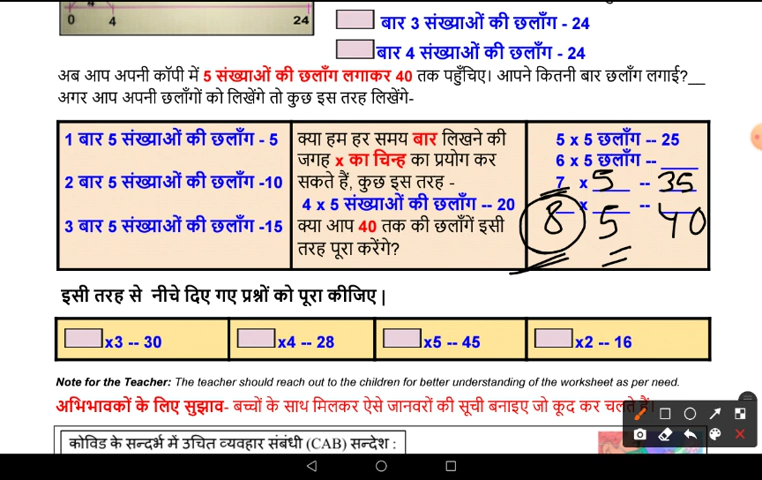 0 4 24
बार 3 संख्याओं की छलाँग - 24
बार 4 संख्याओं की छलाँग - 24
अब आप अपनी कॉपी में 5 संख्याओं की छलाँग लगाकर 40 तक पहुँचिए। आपने कितनी बार छलाँग लगाई?__
अगर आप अपनी छलाँगों को लिखेंगे तो कुछ इस तरह लिखेंगे-
1 बार 5 संख्याओं की छलाँग - 5
2 बार 5 संख्याओं की छलाँग -10
3 बार 5 संख्याओं की छलाँग -15
क्या हम हर समय बार लिखने की
जगह x का चिन्ह का प्रयोग कर
सकते हैं, कुछ इस तरह -
4 x 5 संख्याओं की छलाँग -- 20
क्या आप 40 तक की छलाँगें इसी
तरह पूरा करेंगे?
5 x 5 छलाँग -- 25
6 x 5 छलाँग -- ____
7 x 5 -- 35
8 x 5 -- 40
इसी तरह से नीचे दिए गए प्रश्नों को पूरा कीजिए |
x3 -- 30
x4 -- 28
x5 -- 45
x2 -- 16
Note for the Teacher: The teacher should reach out to the children for better understanding of the worksheet as per need.
अभिभावकों के लिए सुझाव- बच्चों के साथ मिलकर ऐसे जानवरों की सूची बनाइए जो कूद कर चलते हैं।
कोविड के सन्दर्भ में उचित व्यवहार संबंधी (CAB) सन्देश :